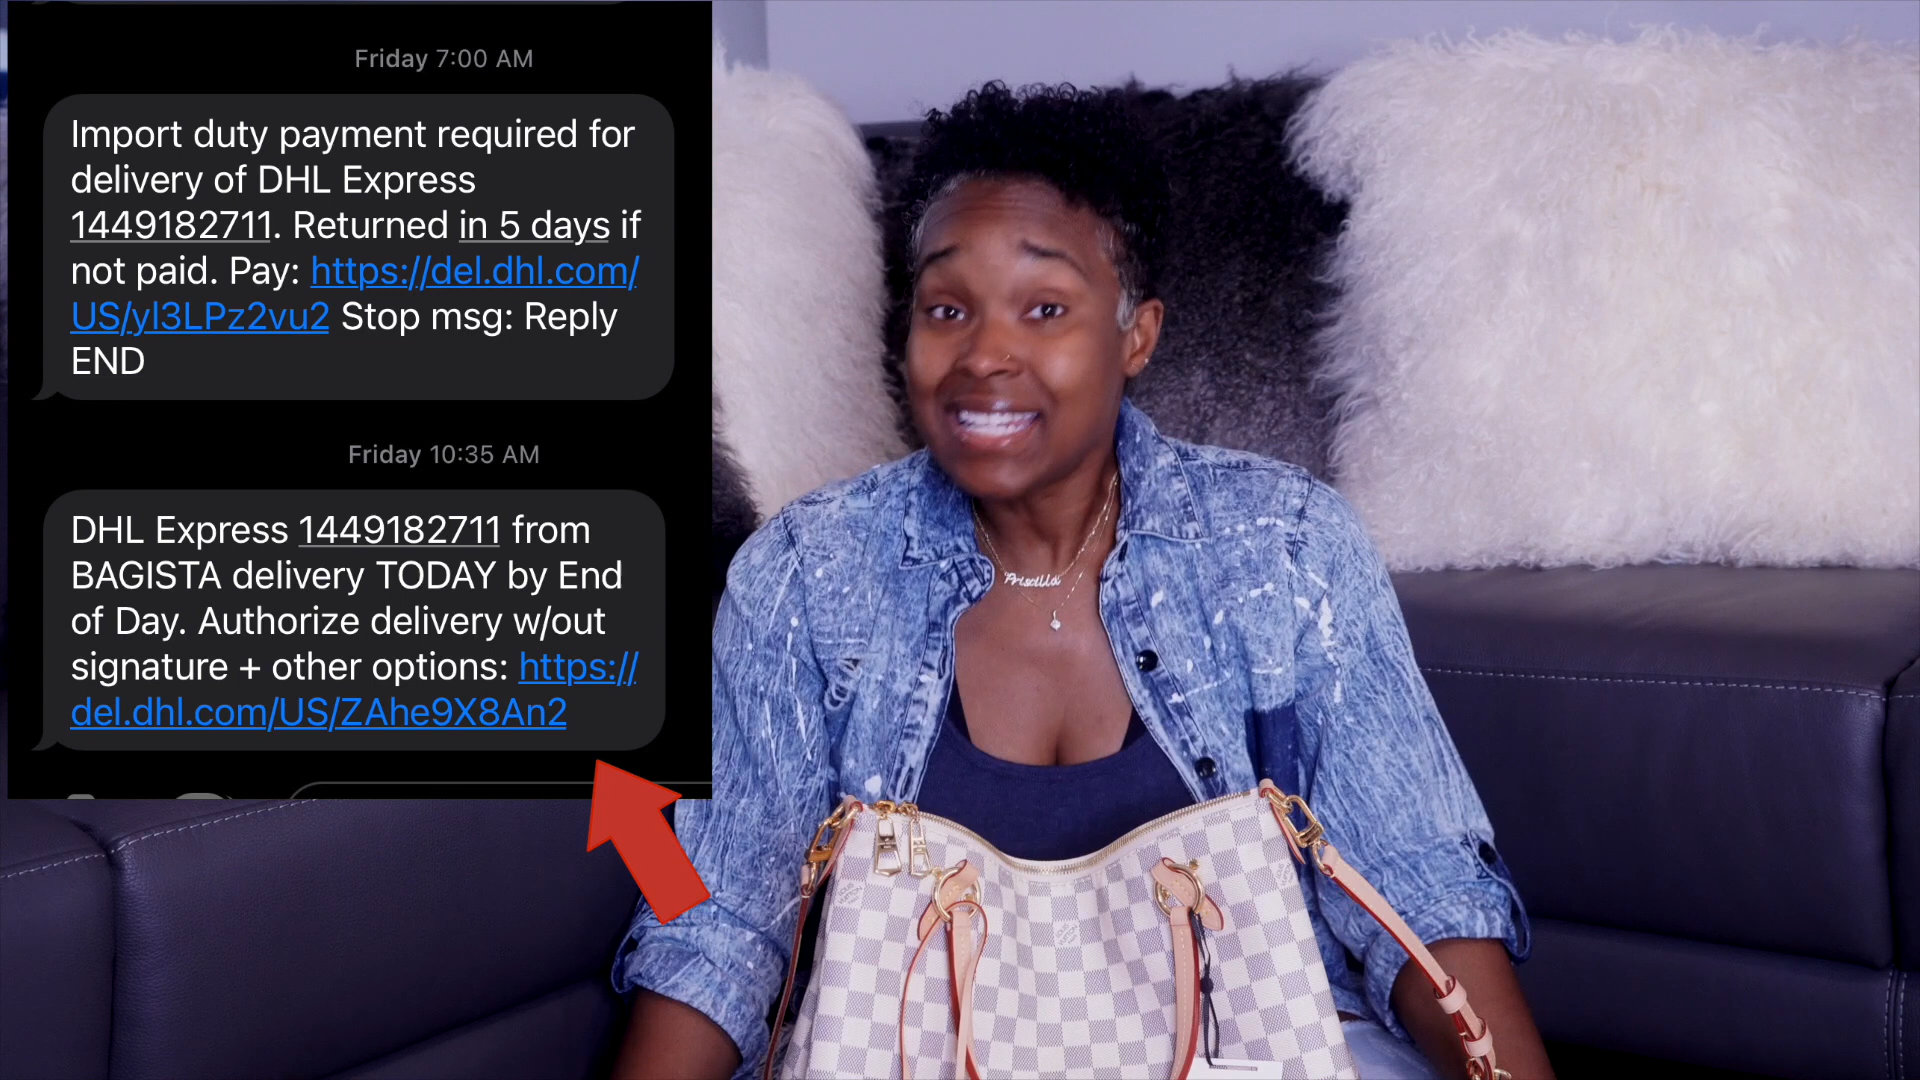 Friday 7:00 AM
Import duty payment required for
delivery of DHL Express
1449182711. Returned in 5 days if
not paid. Pay: https://del.dhl.com/
US/yl3LPz2vu2 Stop msg: Reply
END
Friday 10:35 AM
DHL Express 1449182711 from
BAGISTA delivery TODAY by End
of Day. Authorize delivery w/out
signature + other options: https://
del.dhl.com/US/ZAhe9X8An2
Priscilla